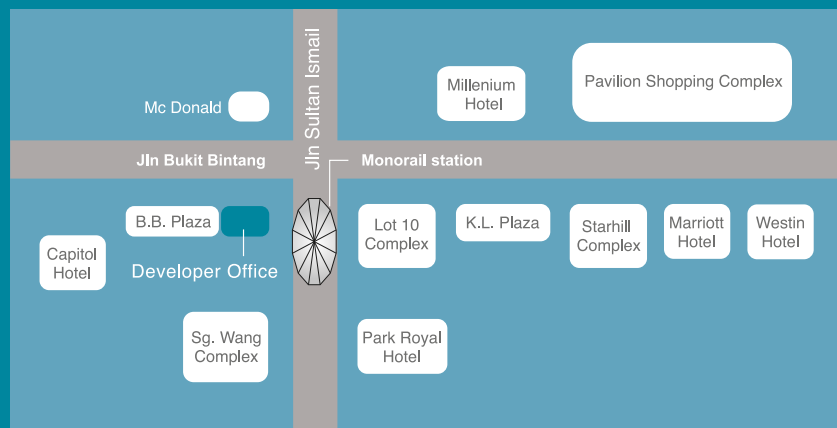 Jln Sultan Ismail
Millenium
Hotel
Pavilion Shopping Complex
Mc Donald
Jln Bukit Bintang
Monorail station
B.B. Plaza
Lot 10
Complex
K.L. Plaza
Starhill
Complex
Marriott
Hotel
Westin
Hotel
Capitol
Hotel
Developer Office
Sg. Wang
Complex
Park Royal
Hotel